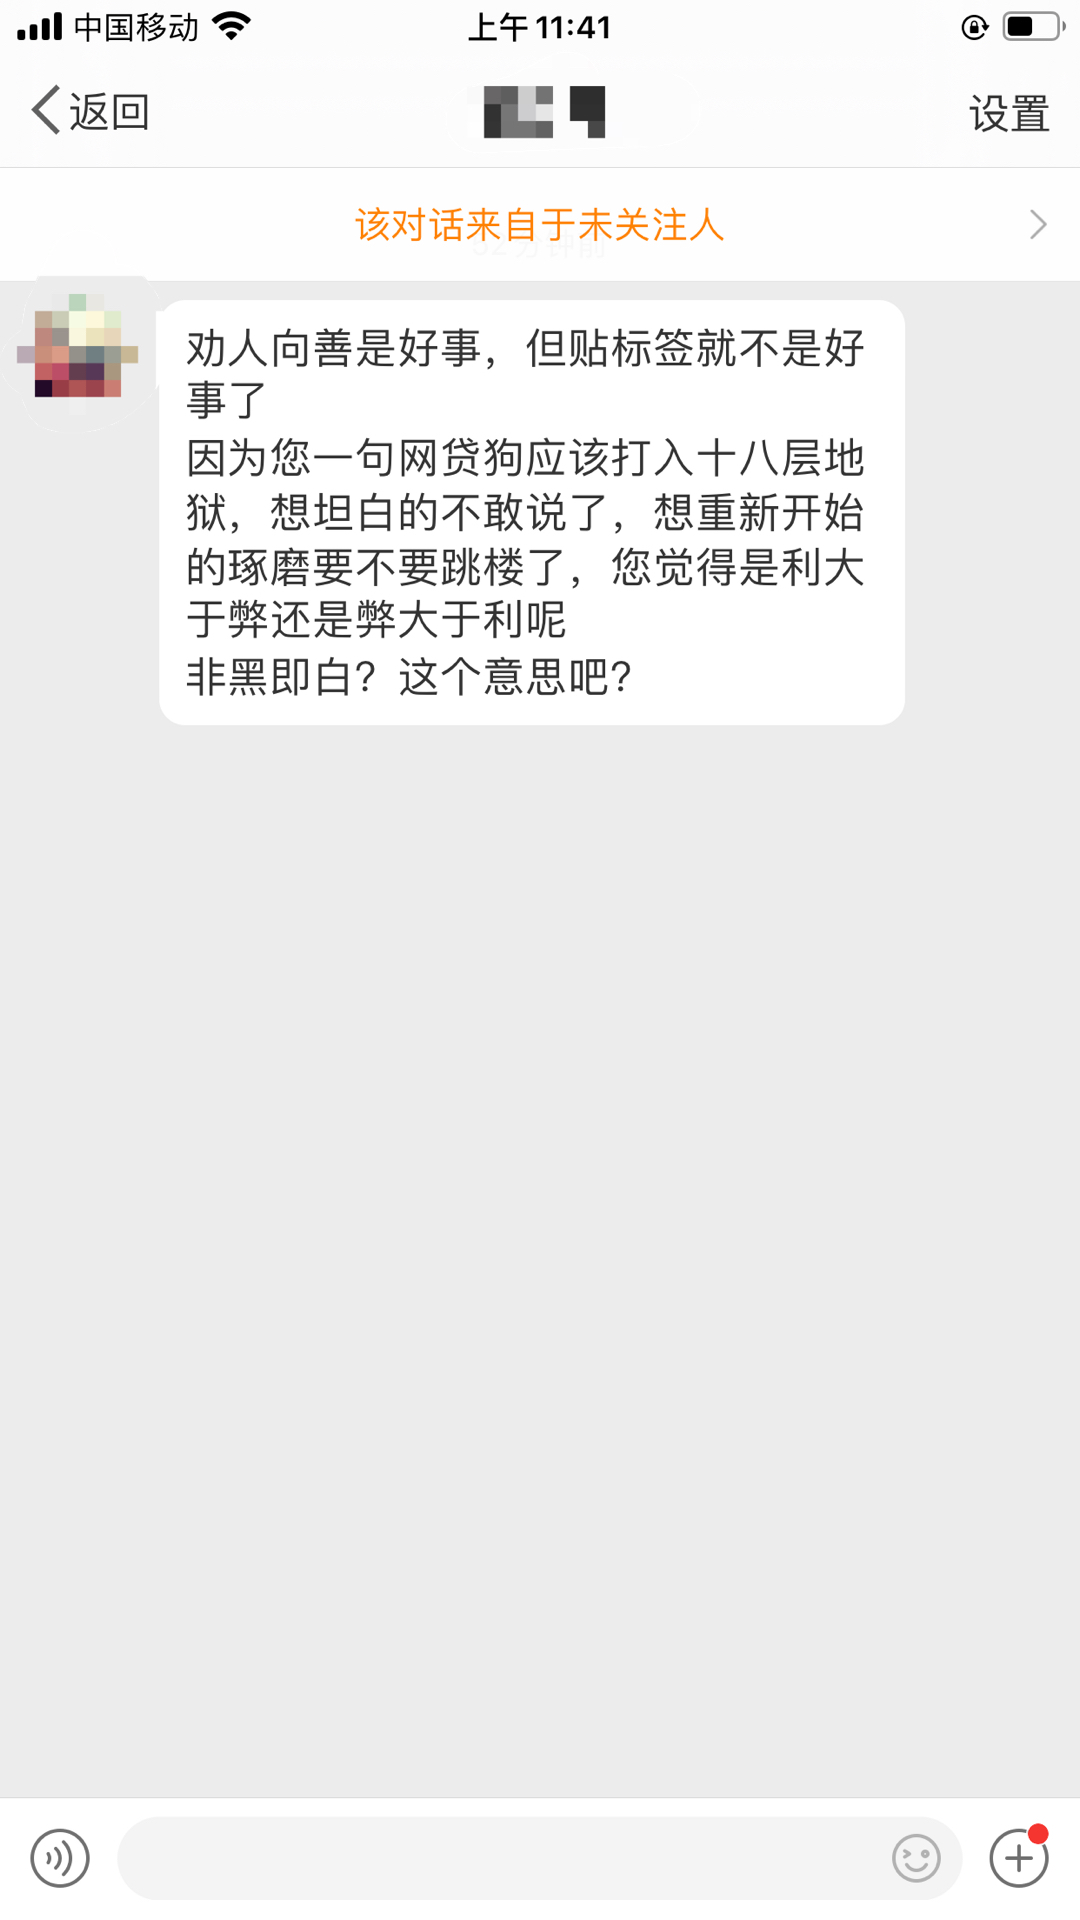 中国移动
上午 11:41
返回
设置
该对话来自于未关注人
52分钟前
劝人向善是好事，但贴标签就不是好
事了
因为您一句网贷狗应该打入十八层地
狱，想坦白的不敢说了，想重新开始
的琢磨要不要跳楼了，您觉得是利大
于弊还是弊大于利呢
非黑即白？这个意思吧？